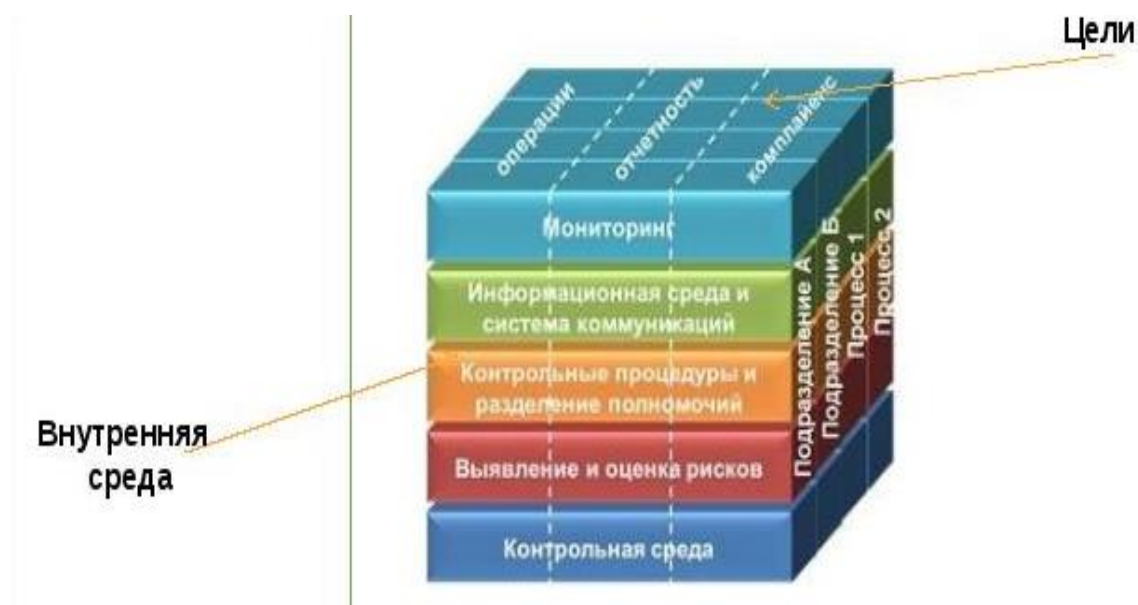 Цели
операции
отчетность
комплайенс
Мониторинг
Информационная среда и
система коммуникаций
Контрольные процедуры и
разделение полномочий
Выявление и оценка рисков
Контрольная среда
Подразделение А
Подразделение Б
Процесс 1
Процесс 2
Внутренняя
среда